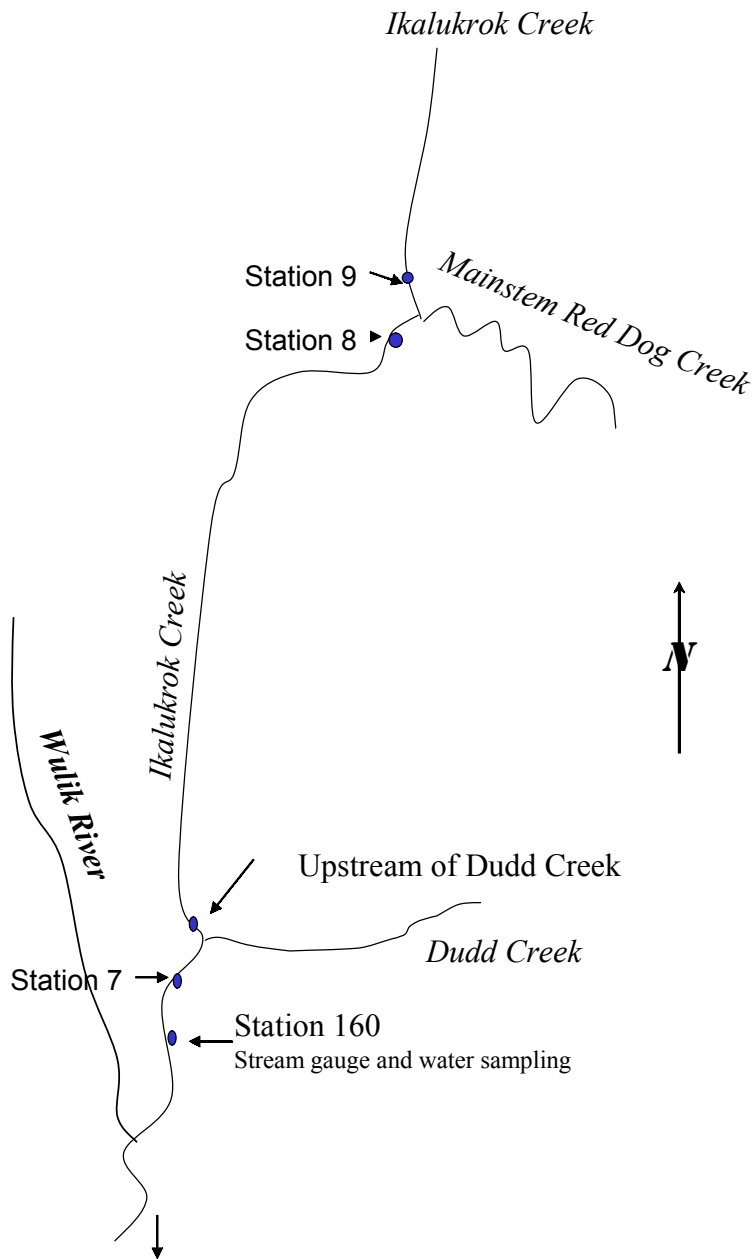 Ikalukrok Creek
Station 9
Mainstem Red Dog Creek
Station 8
Ikalukrok Creek
N
Wulik River
Upstream of Dudd Creek
Dudd Creek
Station 7
Station 160
Stream gauge and water sampling